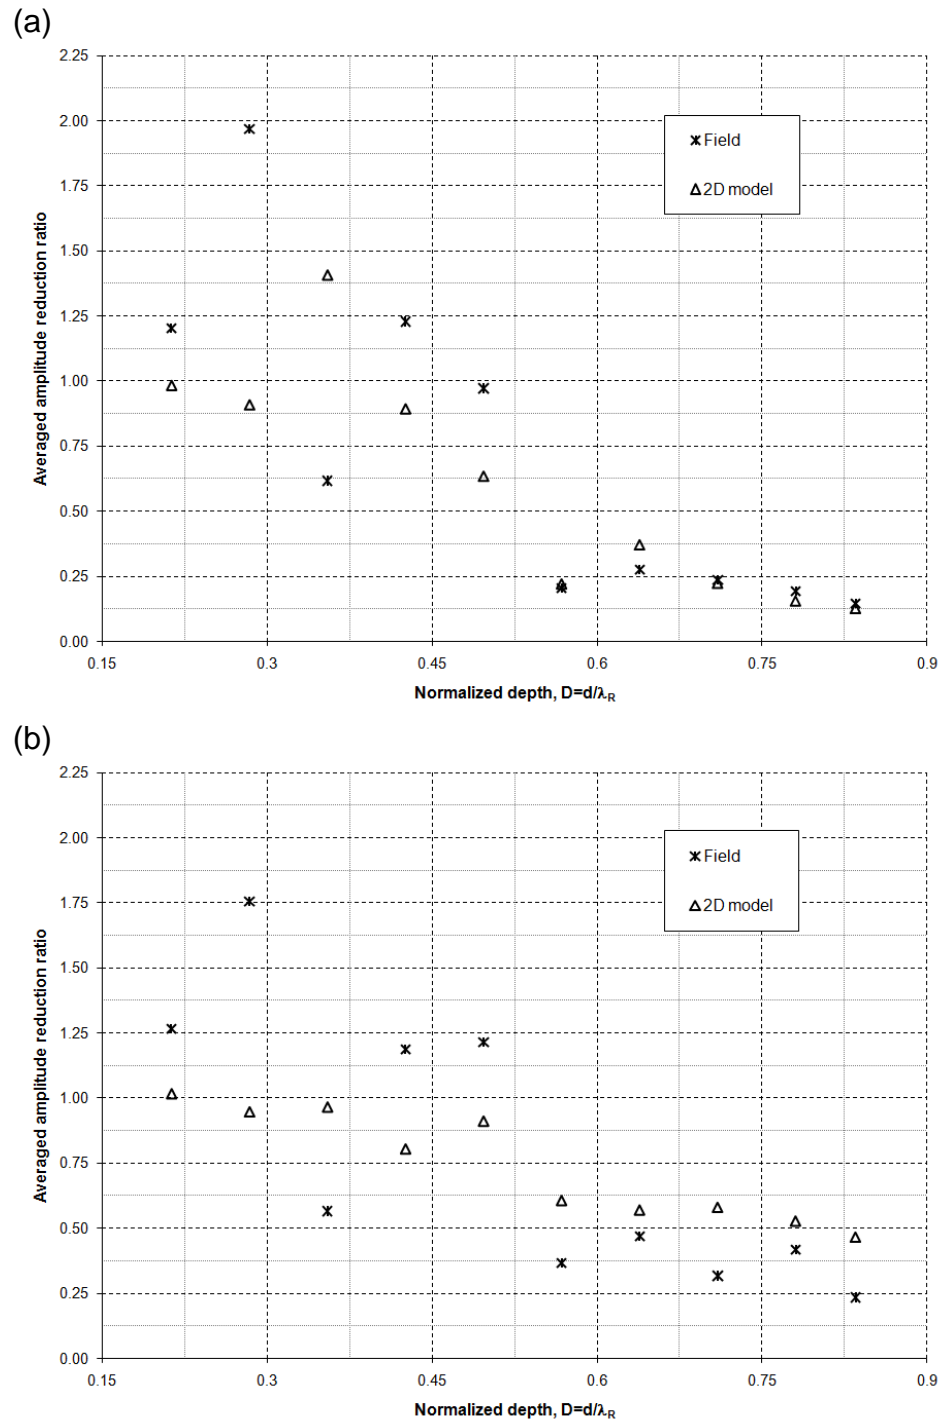 (a)
2.25
2.00
1.75
1.50
1.25
1.00
0.75
0.50
0.25
0.00
Averaged amplitude reduction ratio
Field
2D model
0.15 0.3 0.45 0.6 0.75 0.9
Normalized depth, D=d/λR
(b)
2.25
2.00
1.75
1.50
1.25
1.00
0.75
0.50
0.25
0.00
Averaged amplitude reduction ratio
Field
2D model
0.15 0.3 0.45 0.6 0.75 0.9
Normalized depth, D=d/λR